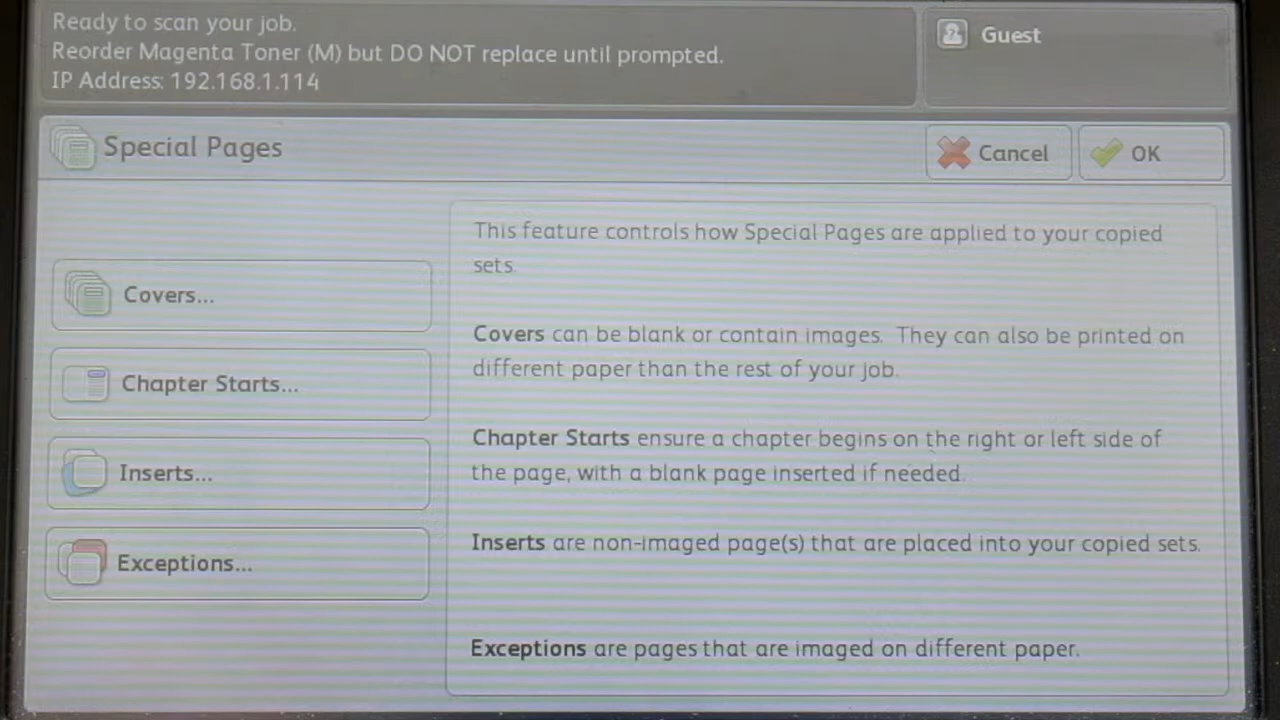 Ready to scan your job.
Reorder Magenta Toner (M) but DO NOT replace until prompted.
IP Address: 192.168.1.114
Guest
Special Pages
Cancel
OK
Covers...
Chapter Starts...
Inserts...
Exceptions...
This feature controls how Special Pages are applied to your copied
sets.
Covers can be blank or contain images. They can also be printed on
different paper than the rest of your job.
Chapter Starts ensure a chapter begins on the right or left side of
the page, with a blank page inserted if needed.
Inserts are non-imaged page(s) that are placed into your copied sets.
Exceptions are pages that are imaged on different paper.